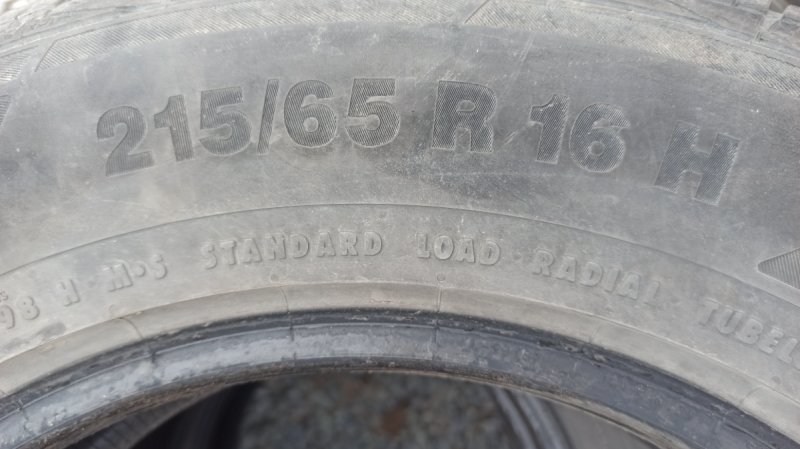 215/65 R 16 H
98 H M·S STANDARD LOAD RADIAL TUBEL